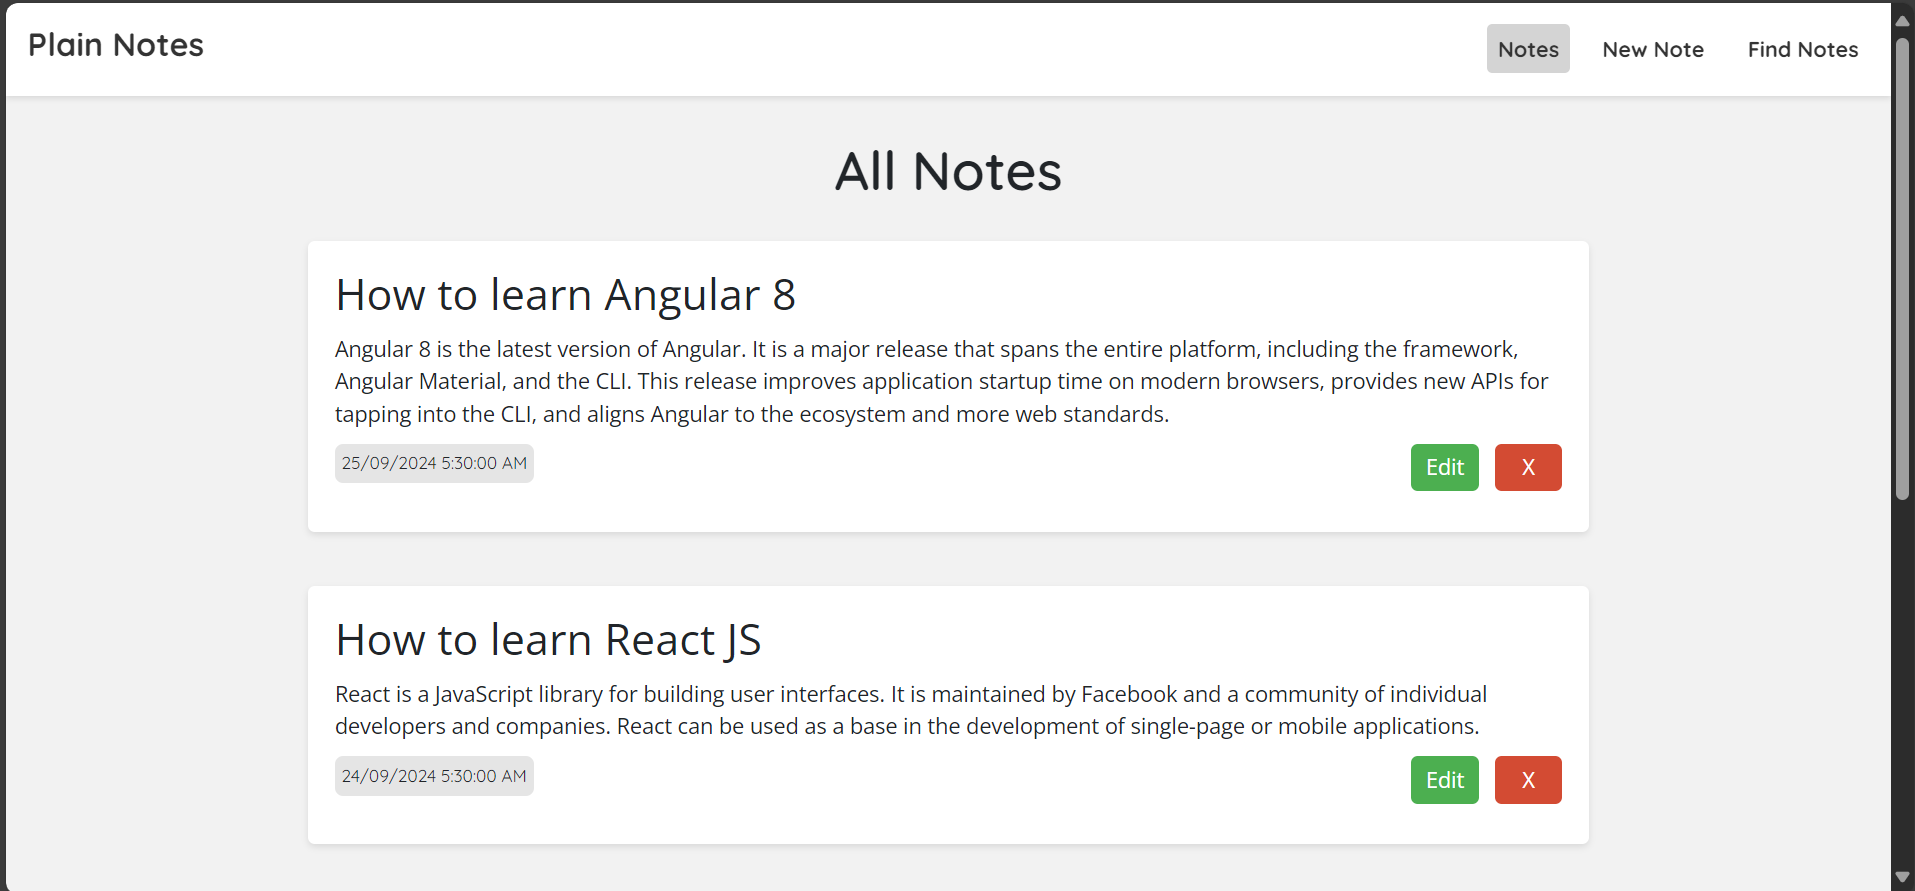 Plain Notes
Notes
New Note
Find Notes
All Notes
How to learn Angular 8
Angular 8 is the latest version of Angular. It is a major release that spans the entire platform, including the framework,
Angular Material, and the CLI. This release improves application startup time on modern browsers, provides new APIs for
tapping into the CLI, and aligns Angular to the ecosystem and more web standards.
25/09/2024 5:30:00 AM
Edit
X
How to learn React JS
React is a JavaScript library for building user interfaces. It is maintained by Facebook and a community of individual
developers and companies. React can be used as a base in the development of single-page or mobile applications.
24/09/2024 5:30:00 AM
Edit
X